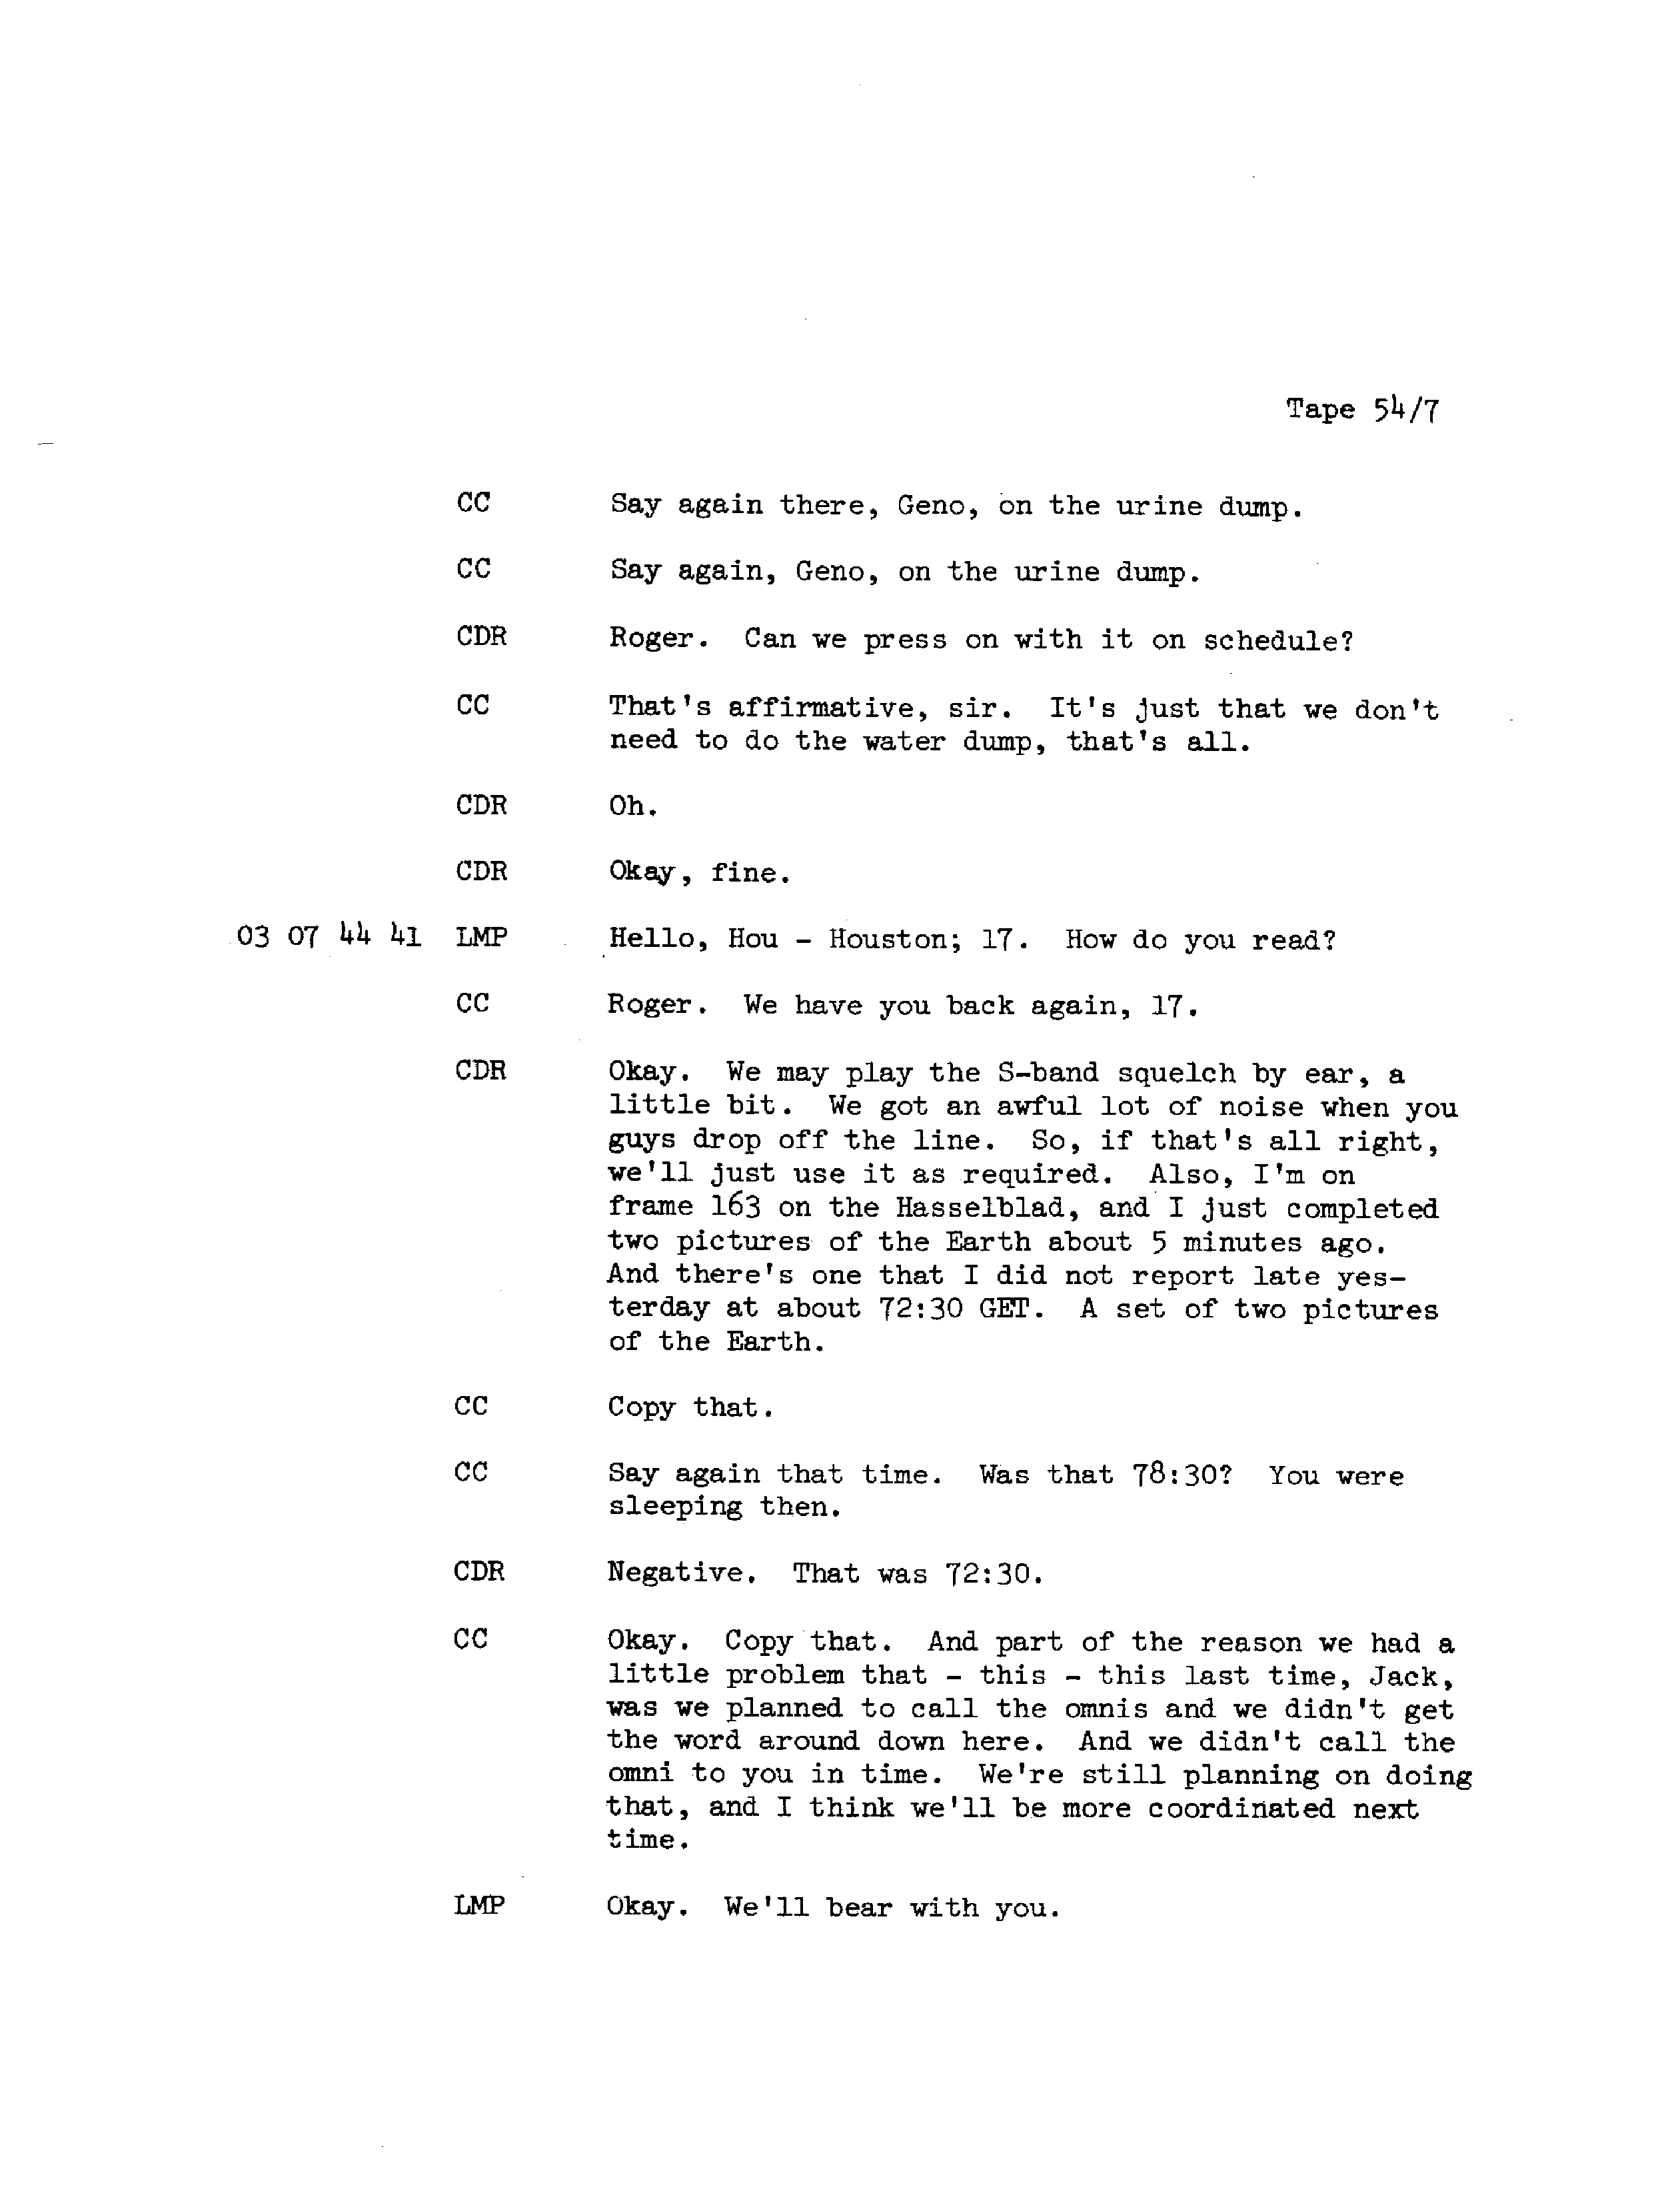 Tape 54/7
CC Say again there, Geno, on the urine dump.
CC Say again, Geno, on the urine dump.
CDR Roger. Can we press on with it on schedule?
CC That's affirmative, sir. It's just that we don't
need to do the water dump, that's all.
CDR Oh.
CDR Okay, fine.
03 07 44 41 LMP Hello, Hou - Houston; 17. How do you read?
CC Roger. We have you back again, 17.
CDR Okay. We may play the S-band squelch by ear, a
little bit. We got an awful lot of noise when you
guys drop off the line. So, if that's all right,
we'll just use it as required. Also, I'm on
frame 163 on the Hasselblad, and I just completed
two pictures of the Earth about 5 minutes ago.
And there's one that I did not report late yes-
terday at about 72:30 GET. A set of two pictures
of the Earth.
CC Copy that.
CC Say again that time. Was that 78:30? You were
sleeping then.
CDR Negative. That was 72:30.
CC Okay. Copy that. And part of the reason we had a
little problem that - this - this last time, Jack,
was we planned to call the omnis and we didn't get
the word around down here. And we didn't call the
omni to you in time. We're still planning on doing
that, and I think we'll be more coordinated next
time.
LMP Okay. We'll bear with you.